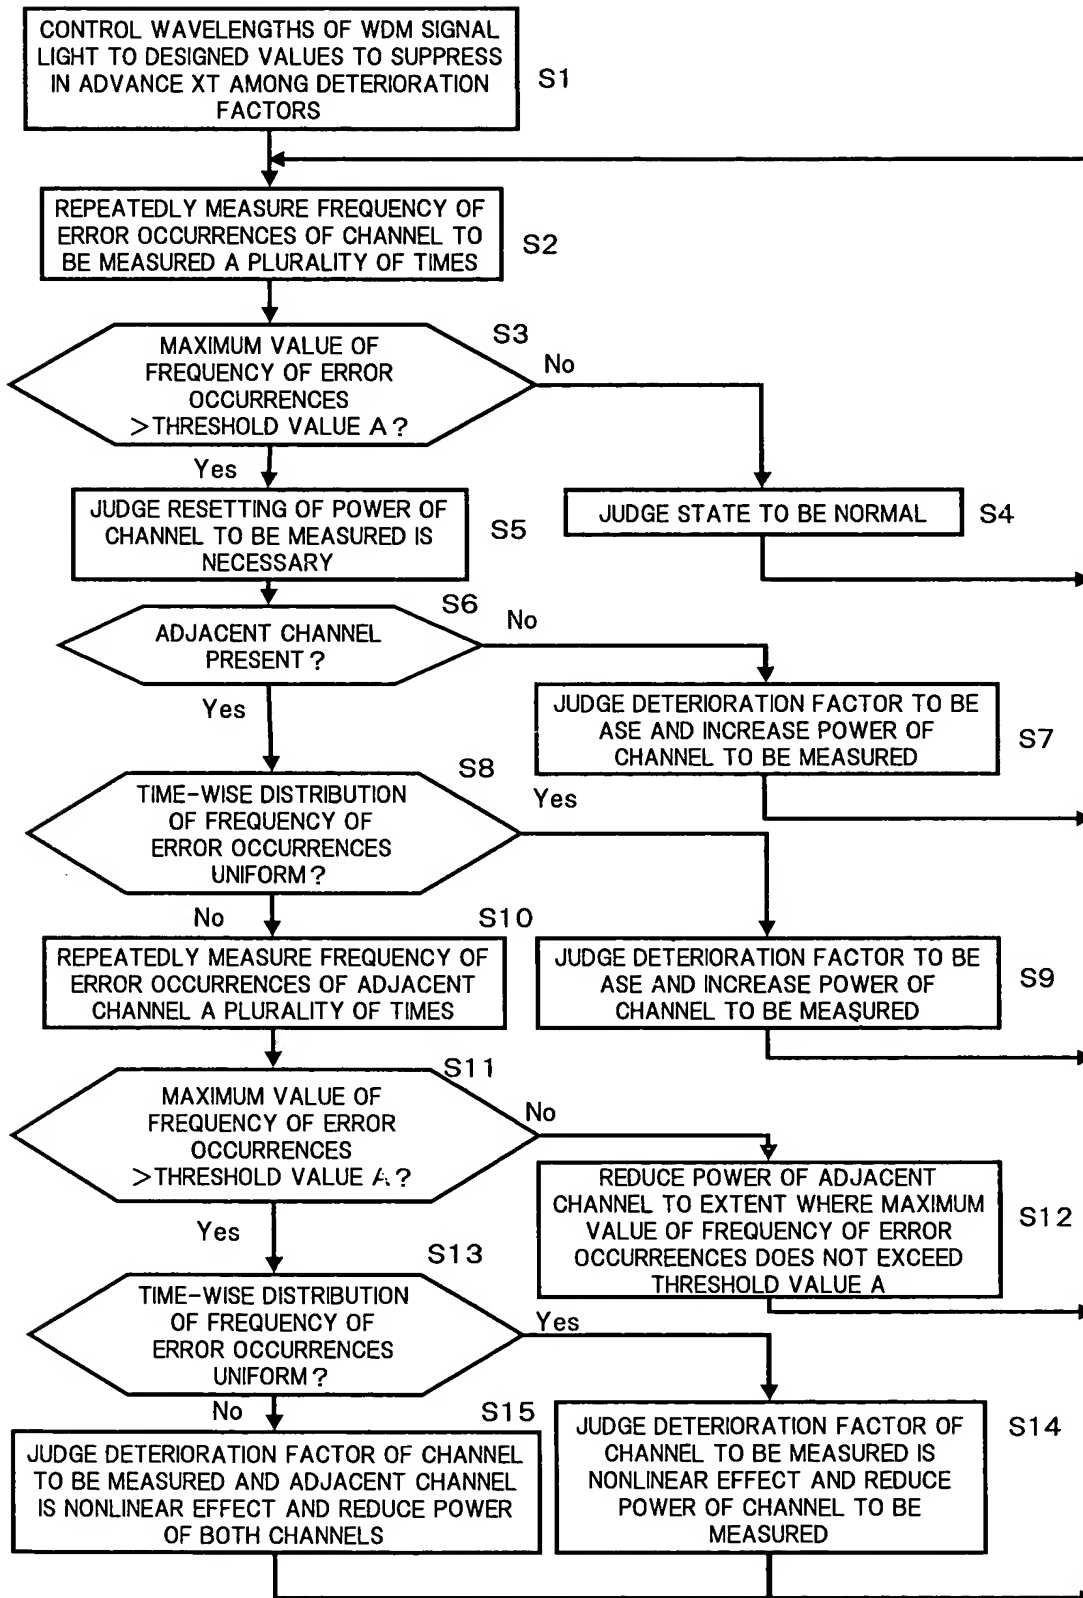 CONTROL WAVELENGTHS OF WDM SIGNAL
LIGHT TO DESIGNED VALUES TO SUPPRESS
IN ADVANCE XT AMONG DETERIORATION
FACTORS
S1
REPEATEDLY MEASURE FREQUENCY OF
ERROR OCCURRENCES OF CHANNEL TO
BE MEASURED A PLURALITY OF TIMES
S2
S3
MAXIMUM VALUE OF
FREQUENCY OF ERROR
OCCURRENCES
>THRESHOLD VALUE A?
No
Yes
JUDGE RESETTING OF POWER OF
CHANNEL TO BE MEASURED IS
NECESSARY
S5
JUDGE STATE TO BE NORMAL
S4
S6
ADJACENT CHANNEL
PRESENT?
No
Yes
JUDGE DETERIORATION FACTOR TO BE
ASE AND INCREASE POWER OF
CHANNEL TO BE MEASURED
S7
S8
TIME-WISE DISTRIBUTION
OF FREQUENCY OF
ERROR OCCURRENCES
UNIFORM?
Yes
No
S10
REPEATEDLY MEASURE FREQUENCY OF
ERROR OCCURRENCES OF ADJACENT
CHANNEL A PLURALITY OF TIMES
JUDGE DETERIORATION FACTOR TO BE
ASE AND INCREASE POWER OF
CHANNEL TO BE MEASURED
S9
S11
MAXIMUM VALUE OF
FREQUENCY OF ERROR
OCCURRENCES
>THRESHOLD VALUE A?
No
Yes
REDUCE POWER OF ADJACENT
CHANNEL TO EXTENT WHERE MAXIMUM
VALUE OF FREQUENCY OF ERROR
OCCURREENCES DOES NOT EXCEED
THRESHOLD VALUE A
S12
S13
TIME-WISE DISTRIBUTION
OF FREQUENCY OF
ERROR OCCURRENCES
UNIFORM?
Yes
No
S15
JUDGE DETERIORATION FACTOR OF CHANNEL
TO BE MEASURED AND ADJACENT CHANNEL
IS NONLINEAR EFFECT AND REDUCE POWER
OF BOTH CHANNELS
JUDGE DETERIORATION FACTOR OF
CHANNEL TO BE MEASURED IS
NONLINEAR EFFECT AND REDUCE
POWER OF CHANNEL TO BE
MEASURED
S14